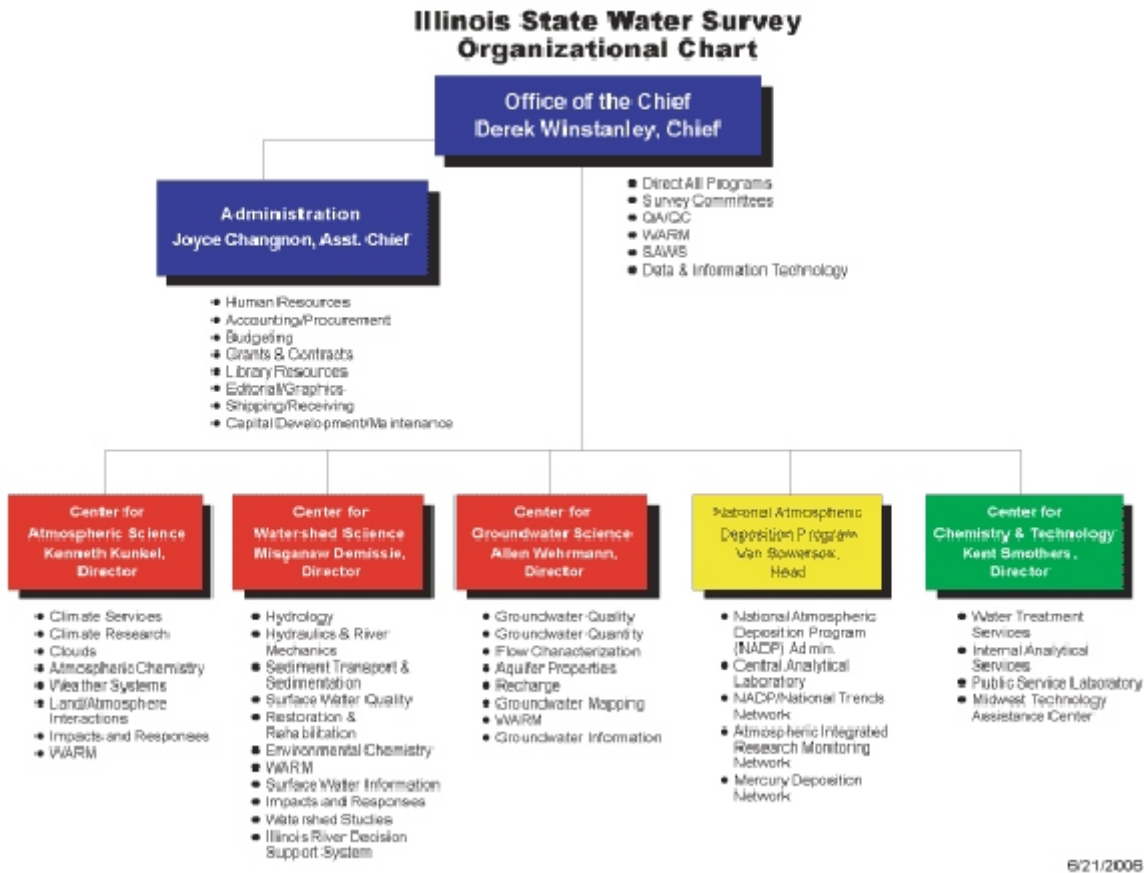 Illinois State Water Survey
Organizational Chart
Office of the Chief
Derek Winstanley, Chief
• Direct All Programs
• Survey Committees
• QA/QC
• WARM
• SAWS
• Data & Information Technology
Administration
Joyce Changnon, Asst. Chief
• Human Resources
• Accounting/Procurement
• Budgeting
• Grants & Contracts
• Library Resources
• Editorial/Graphics
• Shipping/Receiving
• Capital Development/Maintenance
Center for
Atmospheric Science
Kenneth Kunkel,
Director
• Climate Services
• Climate Research
• Clouds
• Atmospheric Chemistry
• Weather Systems
• Land/Atmosphere
Interactions
• Impacts and Responses
• WARM
Center for
Watershed Science
Misganaw Demissie,
Director
• Hydrology
• Hydraulics & River
Mechanics
• Sediment Transport &
Sedimentation
• Surface Water Quality
• Restoration &
Rehabilitation
• Environmental Chemistry
• WARM
• Surface Water Information
• Impacts and Responses
• Watershed Studies
• Illinois River Decision
Support System
Center for
Groundwater Science
Allen Wehrmann,
Director
• Groundwater Quality
• Groundwater Quantity
• Flow Characterization
• Aquifer Properties
• Recharge
• Groundwater Mapping
• WARM
• Groundwater Information
National Atmospheric
Deposition Program
Van Bowersox,
Head
• National Atmospheric
Deposition Program
(NADP) Admin.
• Central Analytical
Laboratory
• NADP/National Trends
Network
• Atmospheric Integrated
Research Monitoring
Network
• Mercury Deposition
Network
Center for
Chemistry & Technology
Kent Smothers,
Director
• Water Treatment
Services
• Internal Analytical
Services
• Public Service Laboratory
• Midwest Technology
Assistance Center
6/21/2006